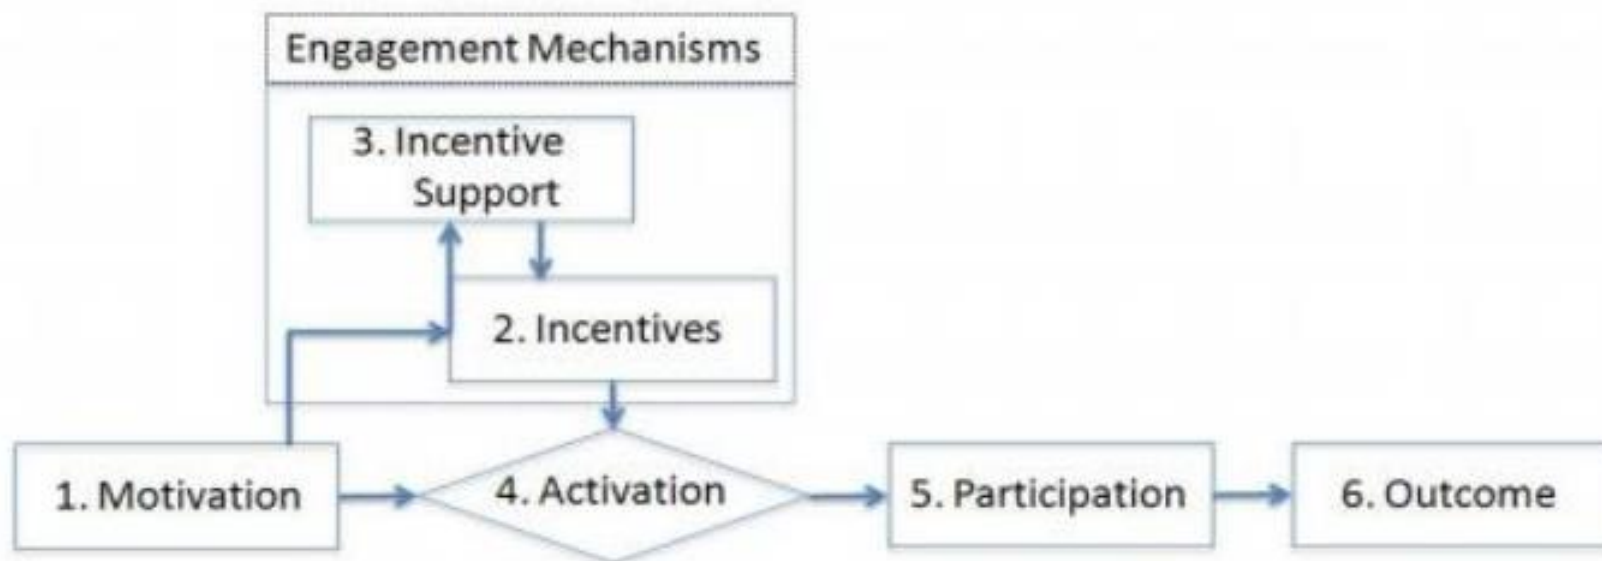 Engagement Mechanisms
3. Incentive
Support
2. Incentives
1. Motivation
4. Activation
5. Participation
6. Outcome